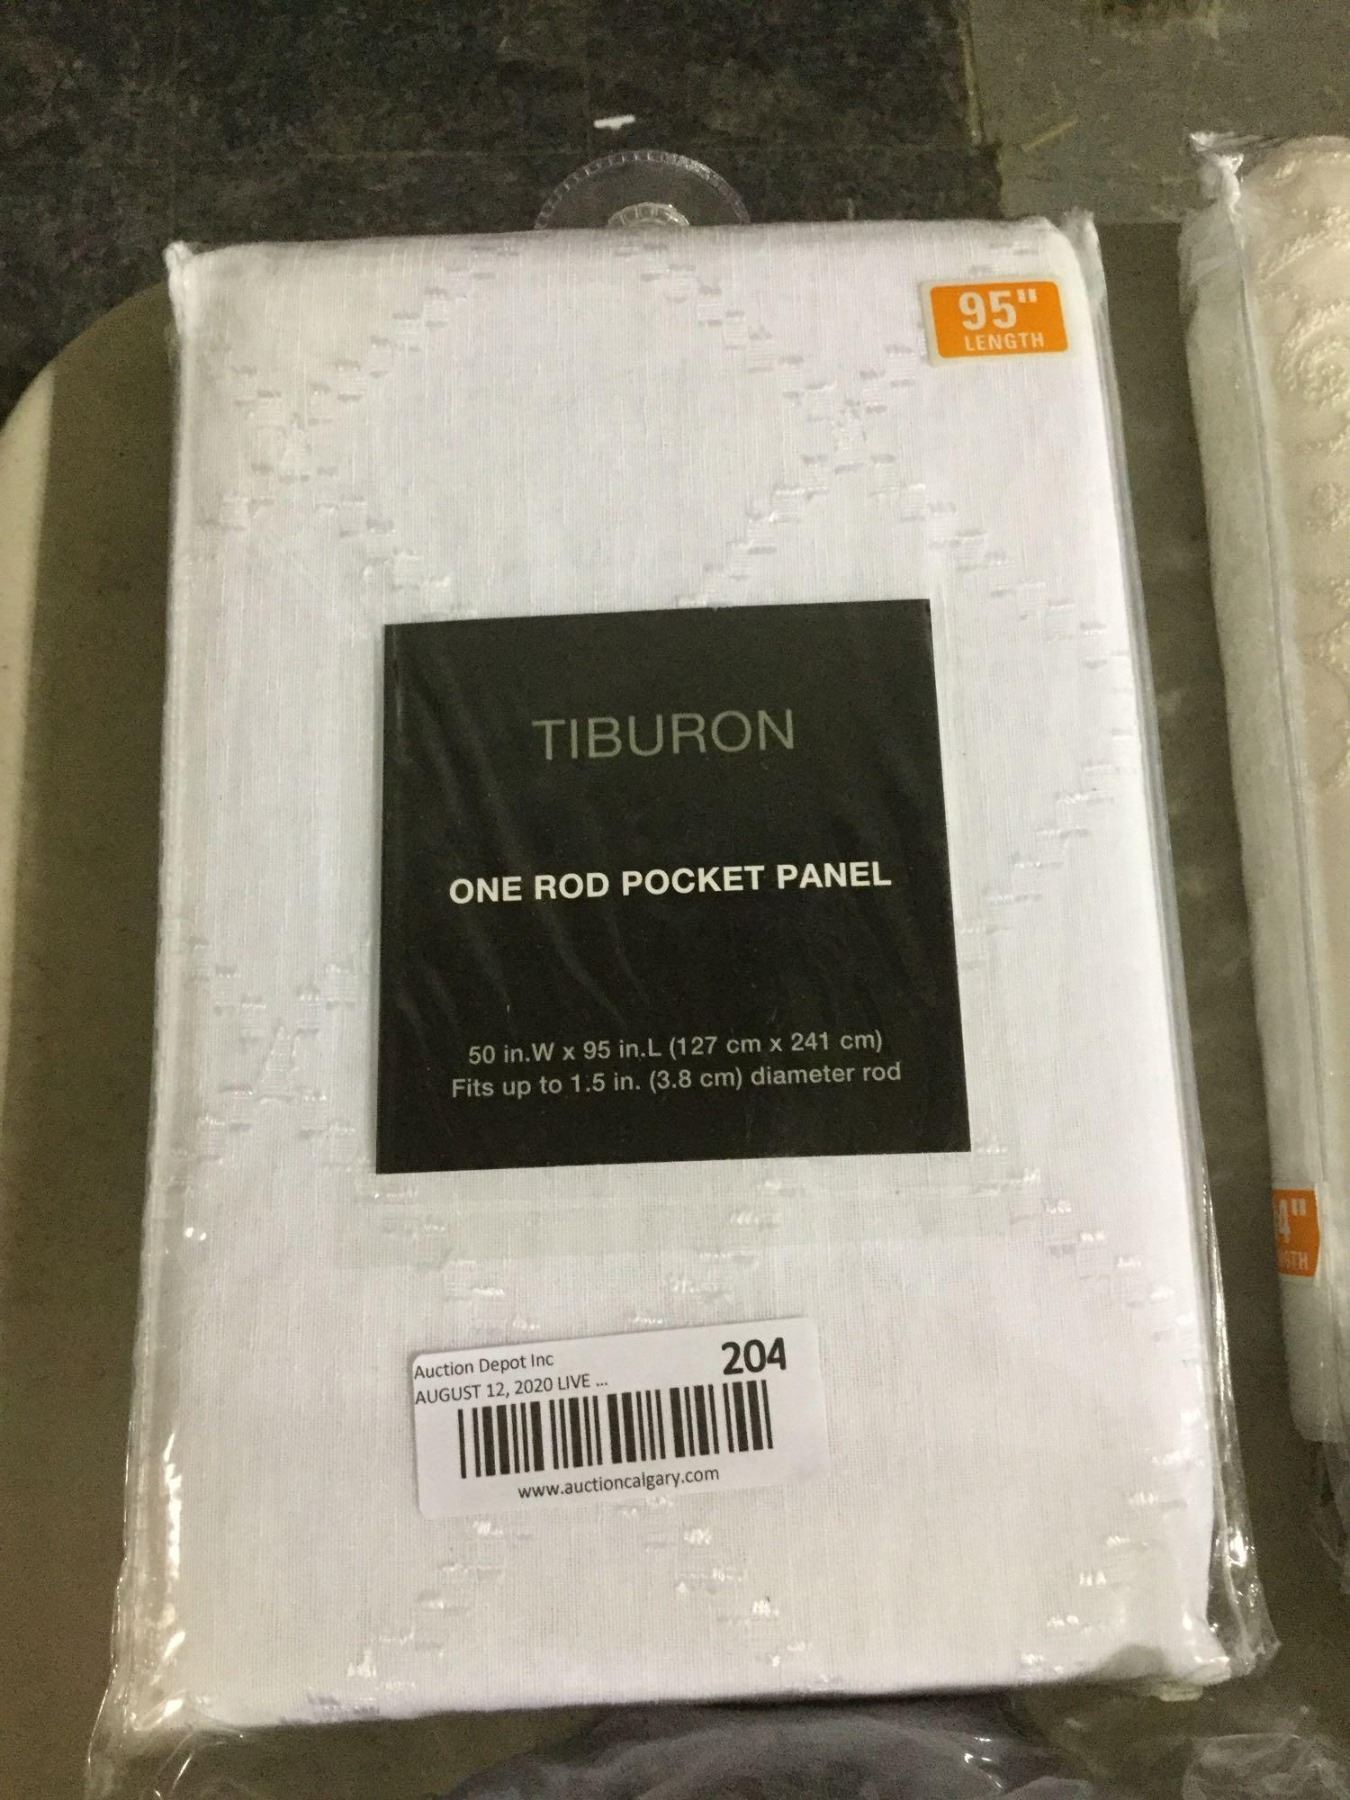 95"
LENGTH
TIBURON
ONE ROD POCKET PANEL
50 in.W x 95 in.L (127 cm x 241 cm)
Fits up to 1.5 in. (3.8 cm) diameter rod
Auction Depot Inc
204
AUGUST 12, 2020 LIVE ...
www.auctioncalgary.com
4"